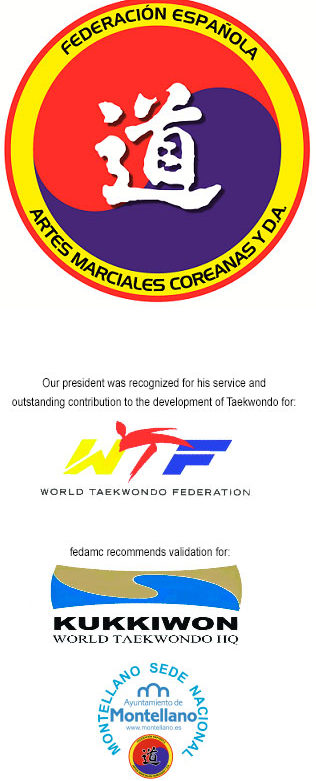 FEDERACIÓN ESPAÑOLA
道
ARTES MARCIALES COREANAS Y D.A.
Our president was recognized for his service and
outstanding contribution to the development of Taekwondo for:
WTF
WORLD TAEKWONDO FEDERATION
fedamc recommends validation for:
KUKKIWON
WORLD TAEKWONDO HQ
MONTELLANO SEDE NACIONAL
Ayuntamiento de
Montellano
www.montellano.es
道